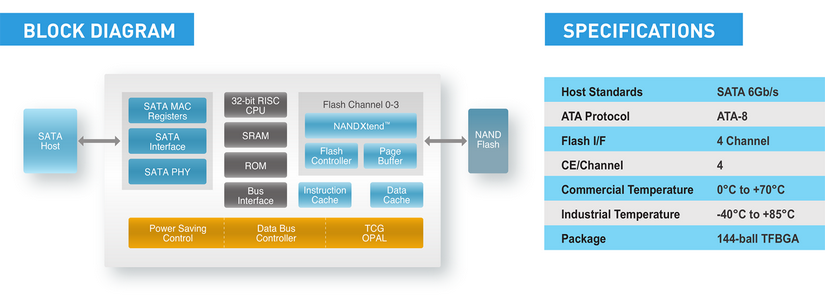 BLOCK DIAGRAM
SATA
Host
SATA MAC
Registers
SATA
Interface
SATA PHY
32-bit RISC
CPU
SRAM
ROM
Bus
Interface
Flash Channel 0-3
NANDXtend™
Flash
Controller
Page
Buffer
Instruction
Cache
Data
Cache
NAND
Flash
Power Saving
Control
Data Bus
Controller
TCG
OPAL
SPECIFICATIONS
Host Standards SATA 6Gb/s
ATA Protocol ATA-8
Flash I/F 4 Channel
CE/Channel 4
Commercial Temperature 0°C to +70°C
Industrial Temperature -40°C to +85°C
Package 144-ball TFBGA